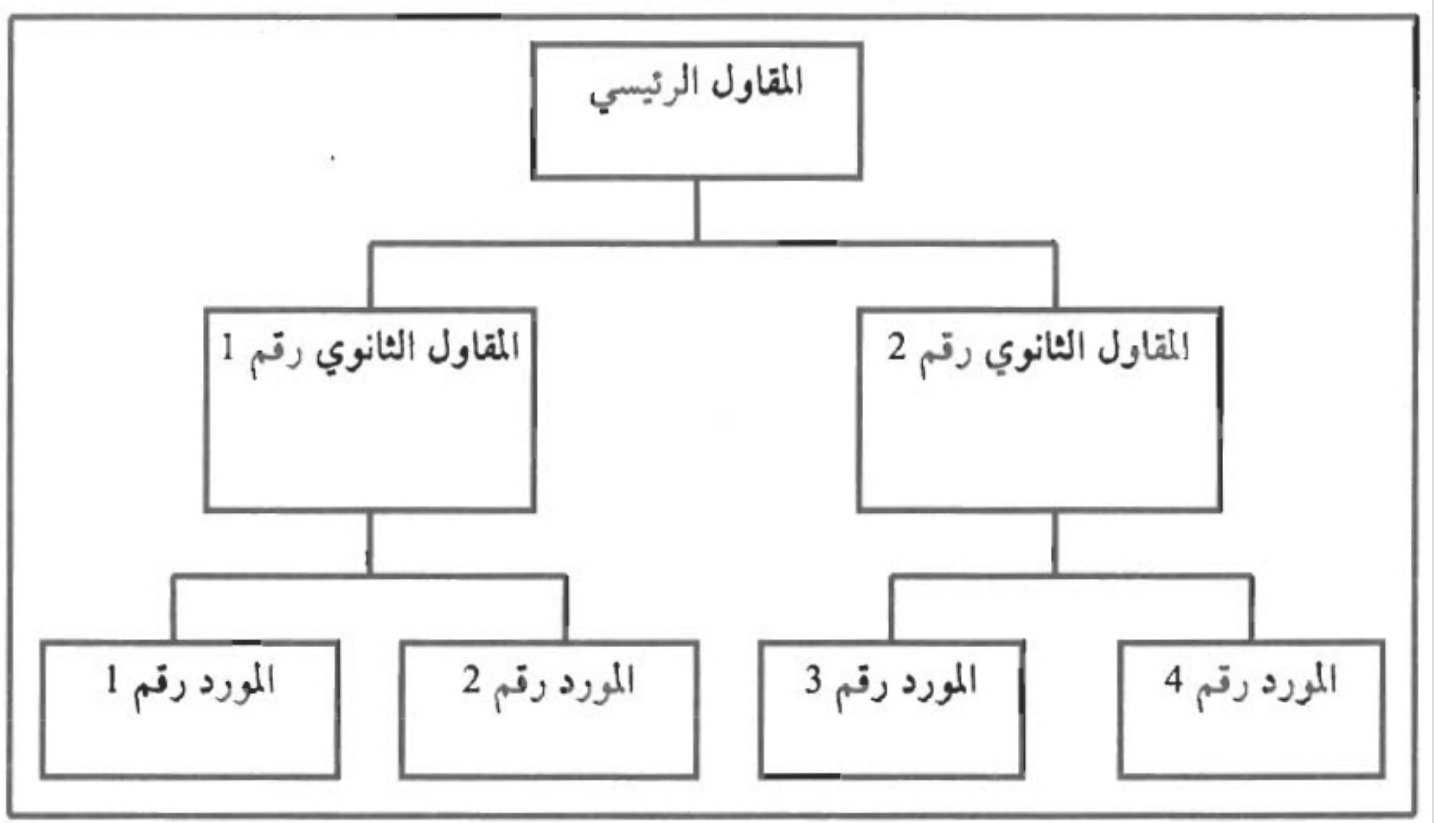 المقاول الرئيسي
المقاول الثانوي رقم 2
المقاول الثانوي رقم 1
المورد رقم 4
المورد رقم 3
المورد رقم 2
المورد رقم 1